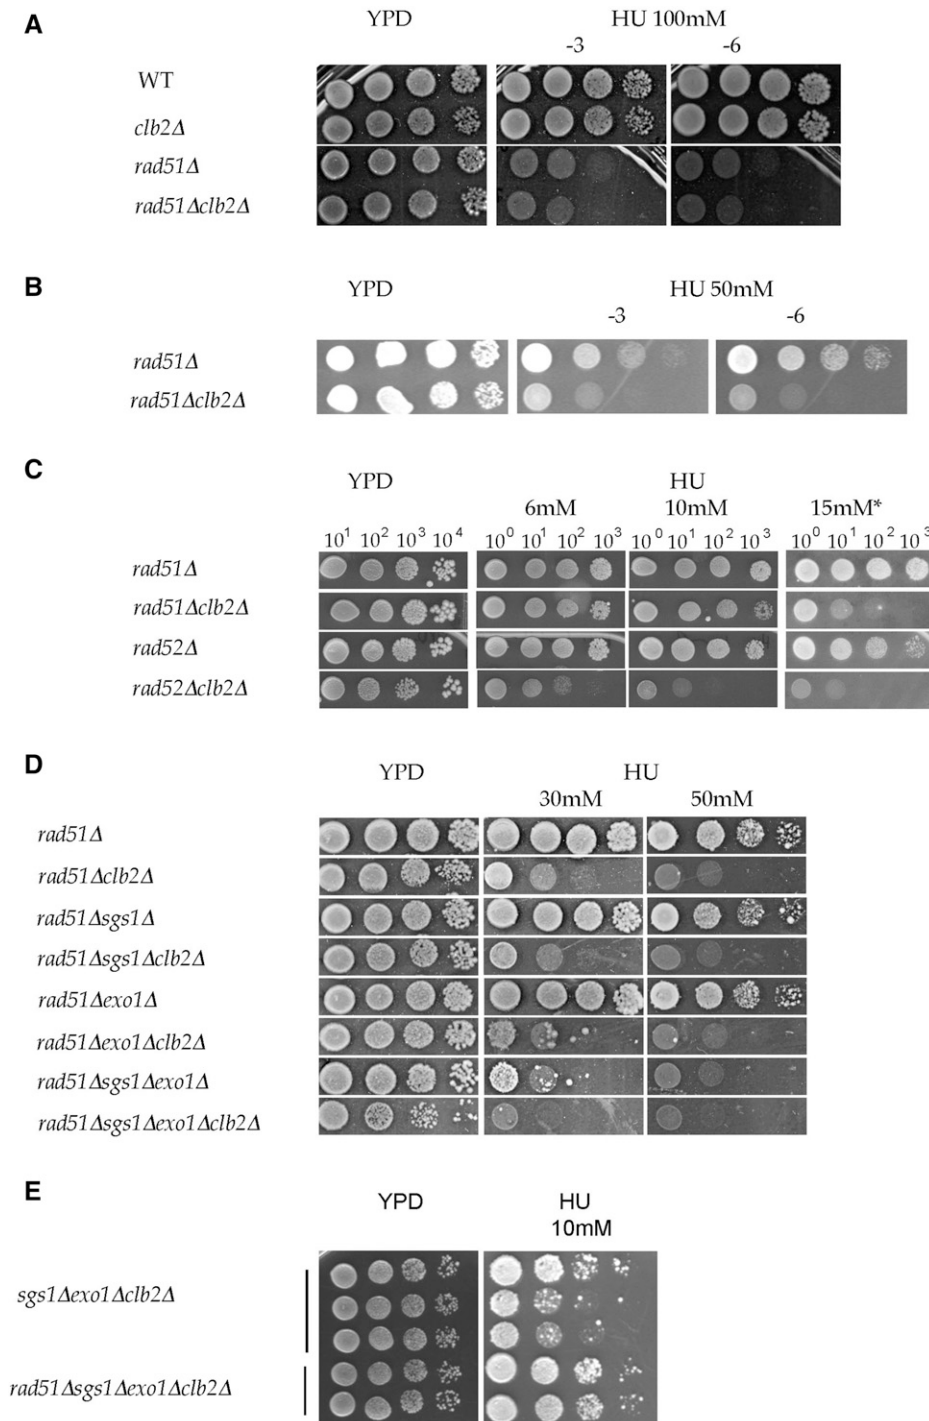 A
YPD HU 100mM
-3 -6
WT
clb2Δ
rad51Δ
rad51Δclb2Δ
B
YPD HU 50mM
-3 -6
rad51Δ
rad51Δclb2Δ
C
YPD HU
6mM 10mM 15mM*
10¹ 10² 10³ 10⁴ 10⁰ 10¹ 10² 10³ 10⁰ 10¹ 10² 10³ 10⁰ 10¹ 10² 10³
rad51Δ
rad51Δclb2Δ
rad52Δ
rad52Δclb2Δ
D
YPD HU
30mM 50mM
rad51Δ
rad51Δclb2Δ
rad51Δsgs1Δ
rad51Δsgs1Δclb2Δ
rad51Δexo1Δ
rad51Δexo1Δclb2Δ
rad51Δsgs1Δexo1Δ
rad51Δsgs1Δexo1Δclb2Δ
E
YPD HU
10mM
sgs1Δexo1Δclb2Δ
rad51Δsgs1Δexo1Δclb2Δ